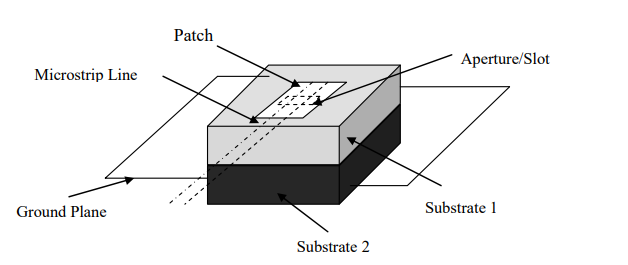 Patch
Aperture/Slot
Microstrip Line
Substrate 1
Ground Plane
Substrate 2